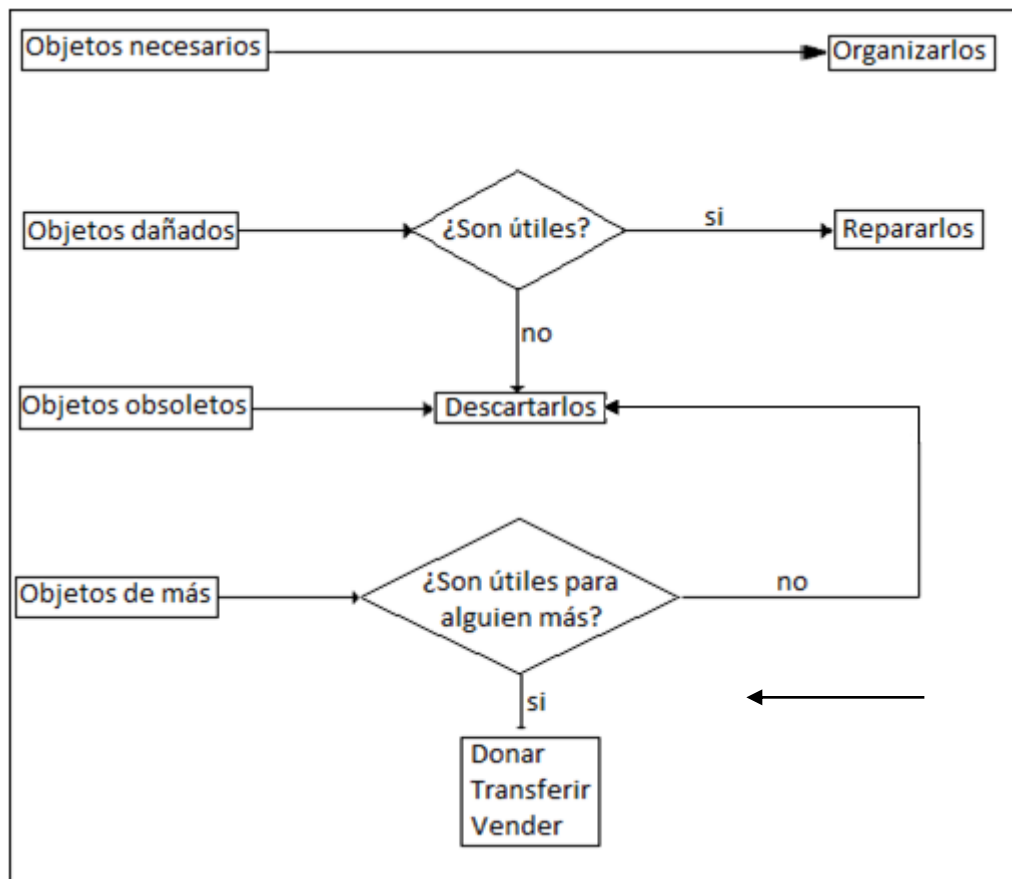 Objetos necesarios
Organizarlos
Objetos dañados
¿Son útiles?
si
Repararlos
no
Objetos obsoletos
Descartarlos
Objetos de más
¿Son útiles para
alguien más?
no
si
Donar
Transferir
Vender